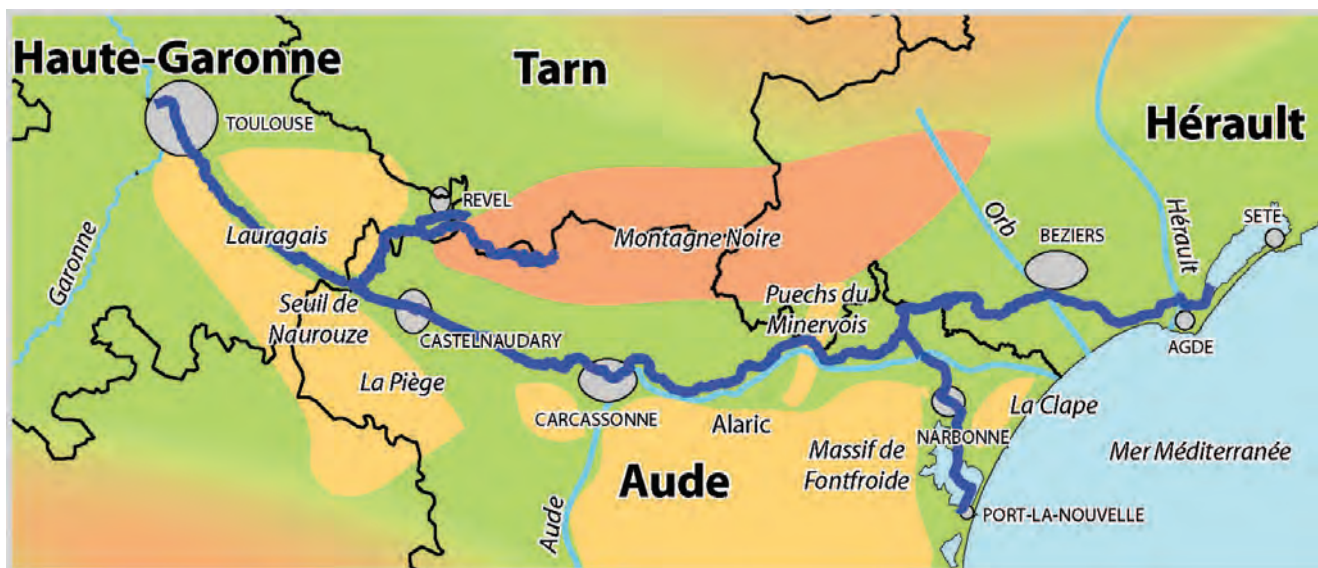 Haute-Garonne
Tarn
Hérault
TOULOUSE
REVEL
Lauragais
Montagne Noire
Garonne
Orb
Hérault
SETE
BEZIERS
Seuil de
Naurouze
Puechs du
Minervois
CASTELNAUDARY
AGDE
La Piège
CARCASSONNE
Alaric
La Clape
NARBONNE
Massif de
Fontfroide
Mer Méditerranée
Aude
Aude
PORT-LA-NOUVELLE